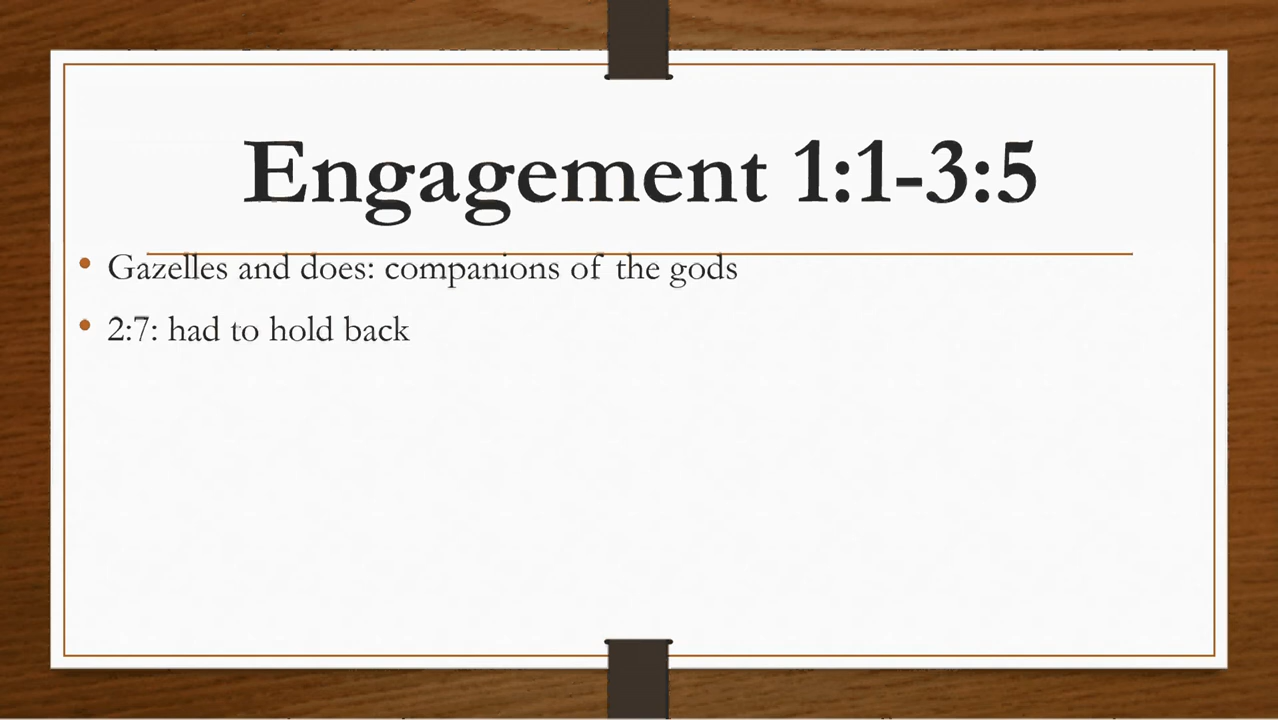 Engagement 1:1-3:5
• Gazelles and does: companions of the gods
• 2:7: had to hold back